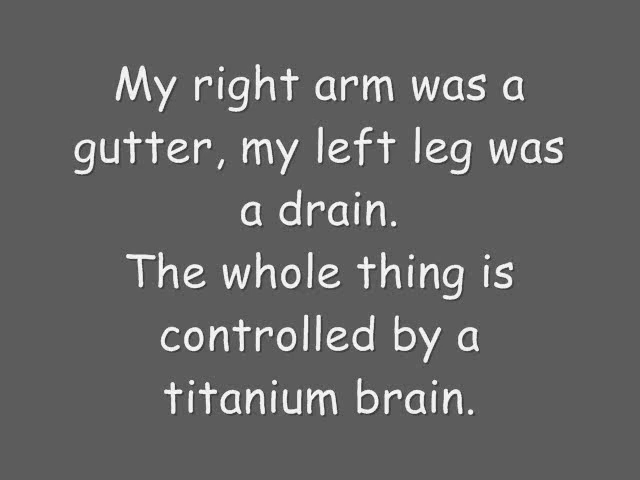 My right arm was a
gutter, my left leg was
a drain.
The whole thing is
controlled by a
titanium brain.